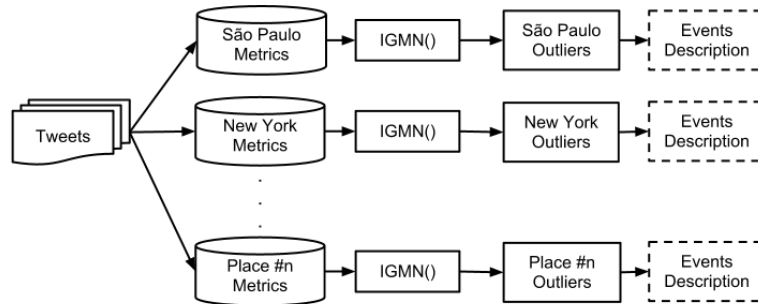 São Paulo
Metrics
IGMN()
São Paulo
Outliers
Events
Description
Tweets
New York
Metrics
IGMN()
New York
Outliers
Events
Description
Place #n
Metrics
IGMN()
Place #n
Outliers
Events
Description